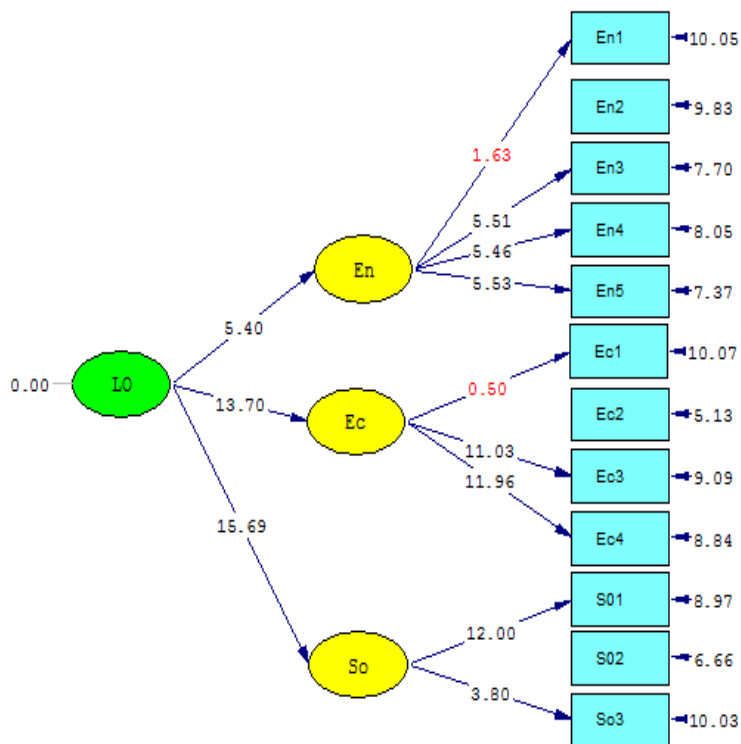 En1
10.05
En2
9.83
1.63
En3
7.70
5.51
En4
8.05
5.46
En
5.53
En5
7.37
5.40
Ec1
10.07
0.00
LO
0.50
13.70
Ec
Ec2
5.13
11.03
Ec3
9.09
11.96
15.69
Ec4
8.84
S01
8.97
12.00
So
S02
6.66
3.80
So3
10.03